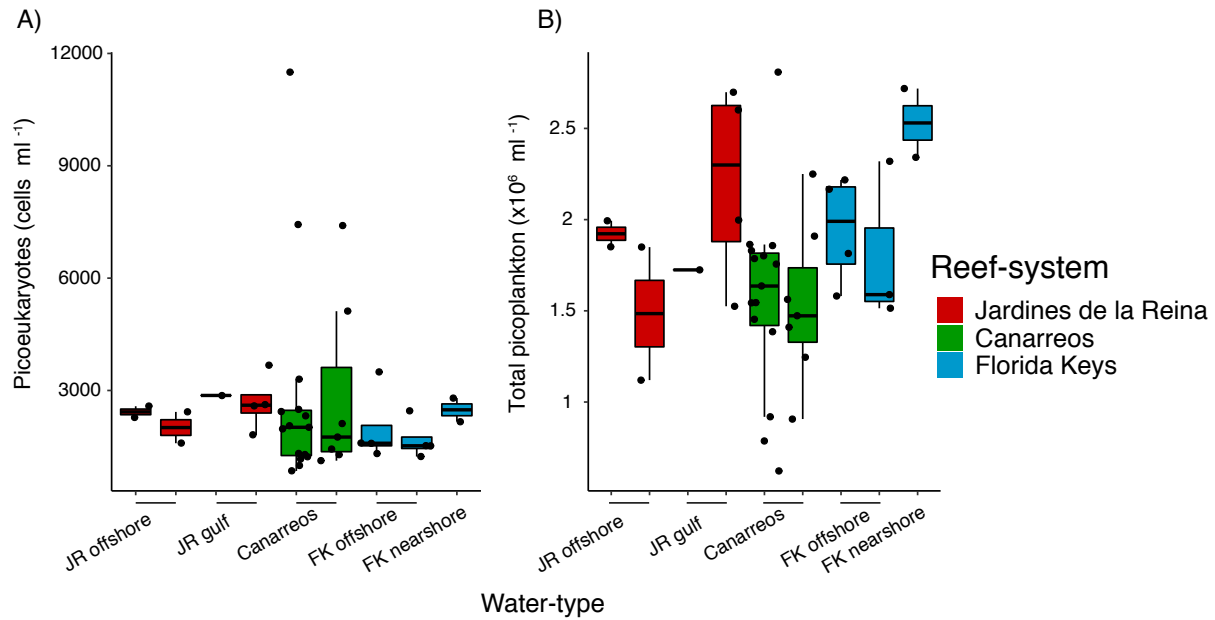 A)
Picoeukaryotes (cells ml -1)
12000
9000
6000
3000
JR offshore
JR gulf
Canarreos
FK offshore
FK nearshore
B)
Total picoplankton (x10⁶ ml ⁻¹)
2.5
2
1.5
1
JR offshore
JR gulf
Canarreos
FK offshore
FK nearshore
Water-type
Reef-system
Jardines de la Reina
Canarreos
Florida Keys